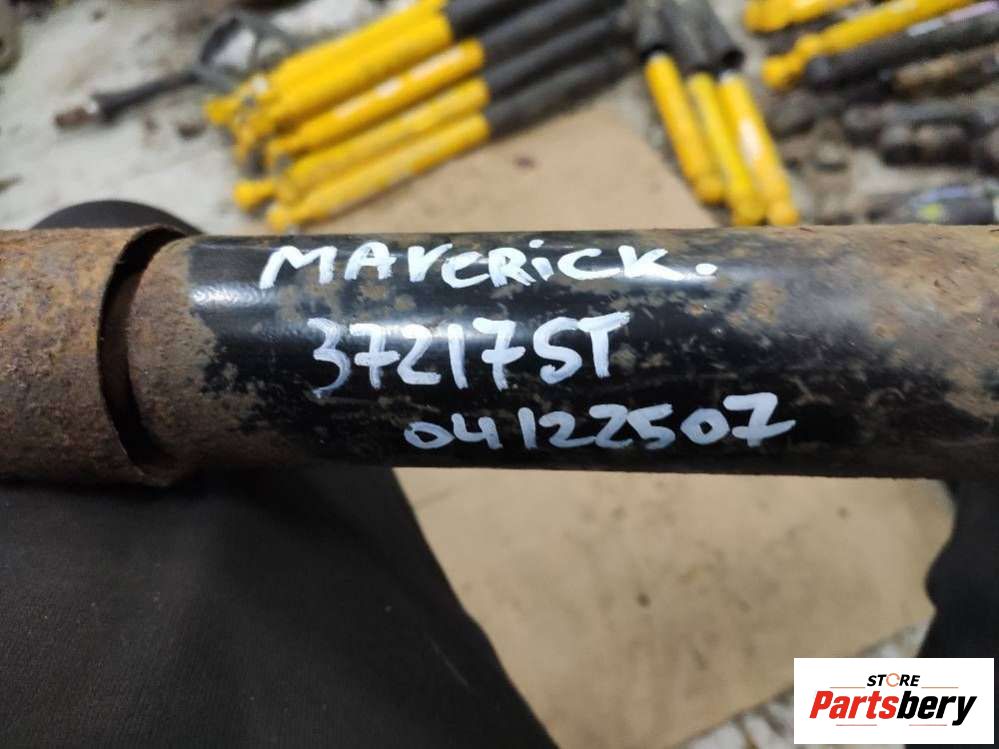 MAVERICK.
37217ST
04122507
STORE
Partsbery